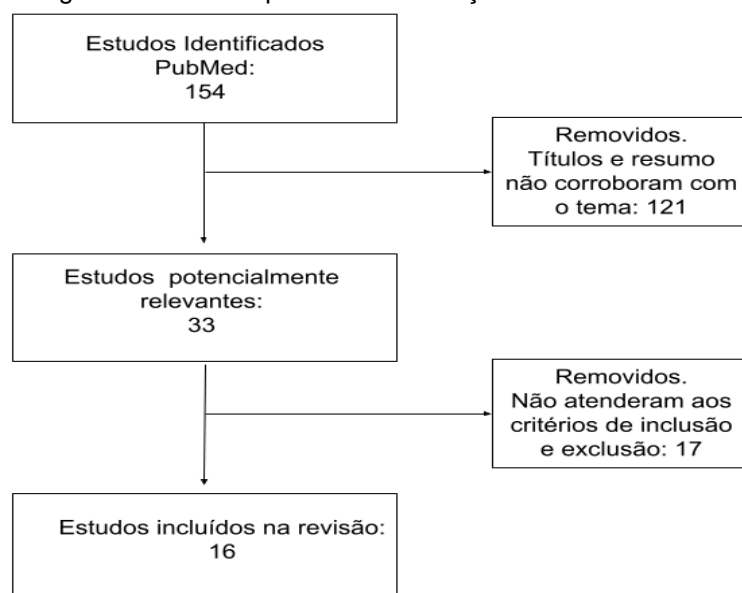 Estudos Identificados
PubMed:
154
Removidos.
Títulos e resumo
não corroboram com
o tema: 121
Estudos potencialmente
relevantes:
33
Removidos.
Não atenderam aos
critérios de inclusão
e exclusão: 17
Estudos incluídos na revisão:
16